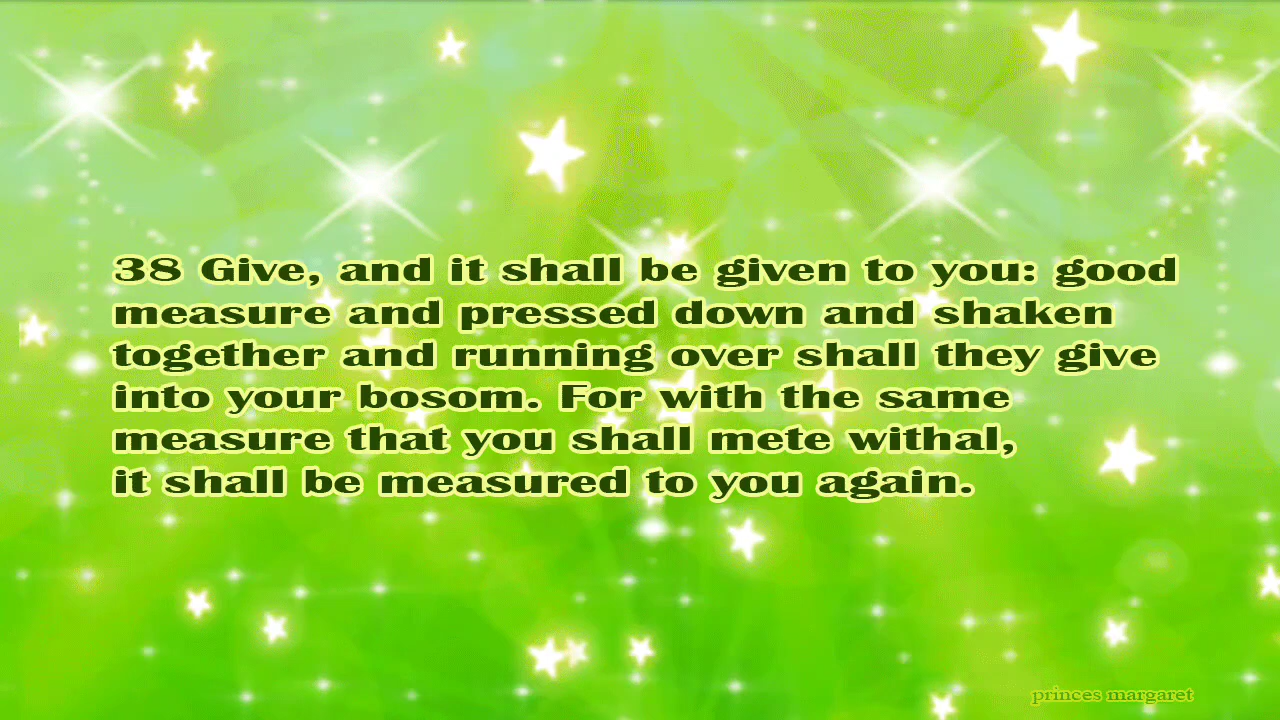 38 Give, and it shall be given to you: good
measure and pressed down and shaken
together and running over shall they give
into your bosom. For with the same
measure that you shall mete withal,
it shall be measured to you again.
princes margaret